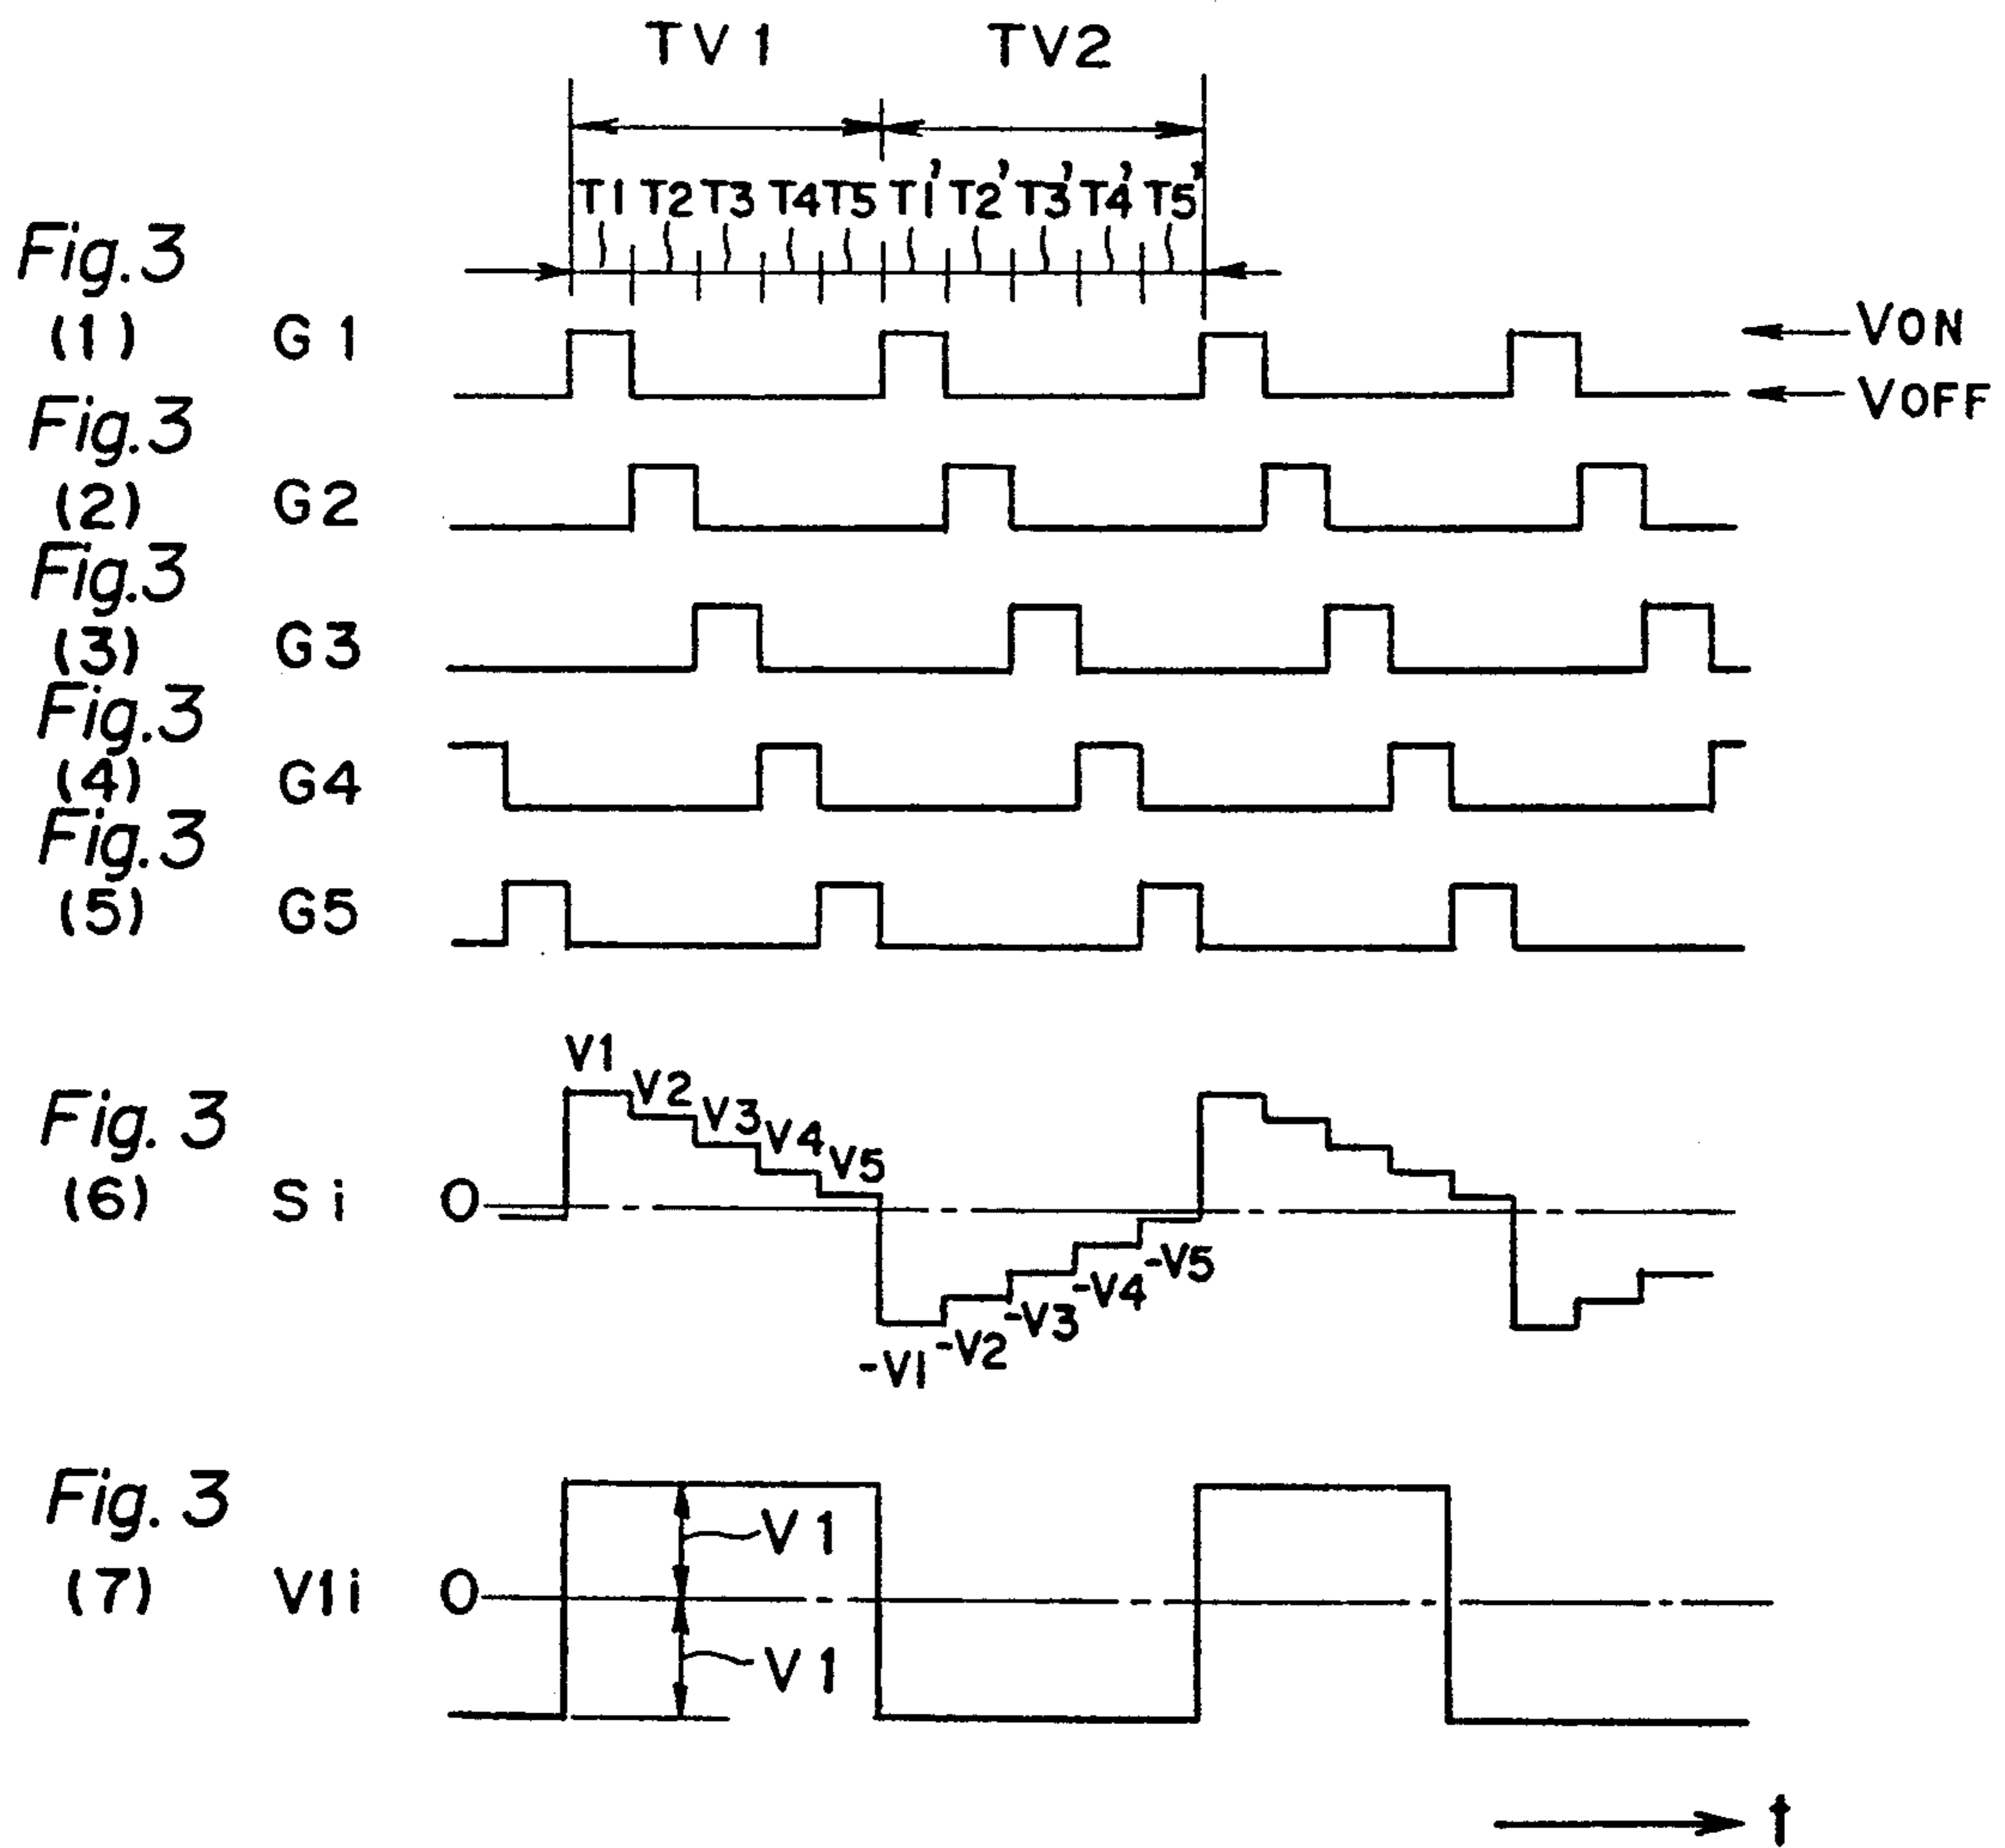 TV1 TV2
T1 T2 T3 T4 T5 T1' T2' T3' T4' T5'
Fig. 3
(1) G1 VON
VOFF
Fig. 3
(2) G2
Fig. 3
(3) G3
Fig. 3
(4) G4
Fig. 3
(5) G5
V1 V2 V3 V4 V5
Fig. 3
(6) Si 0
-V1 -V2 -V3 -V4 -V5
Fig. 3
V1
(7) V1i 0
V1
t